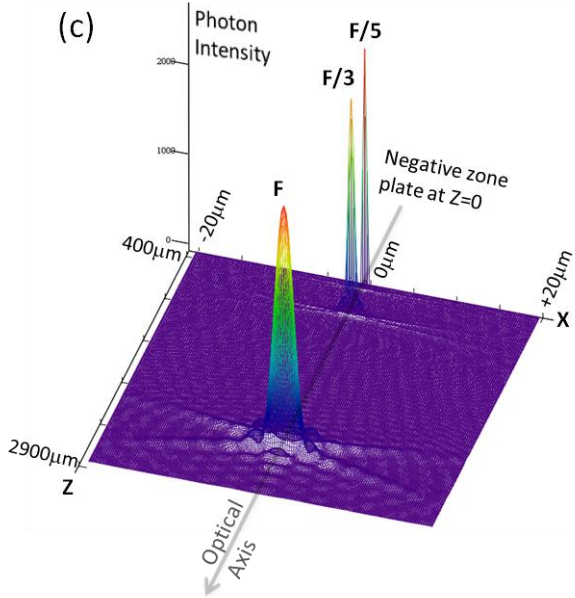 (c)
Photon
Intensity
2000
1000
0
F/5
F/3
F
Negative zone
plate at Z=0
-20µm
0µm
+20µm
X
400µm
2900µm
Z
Optical
Axis